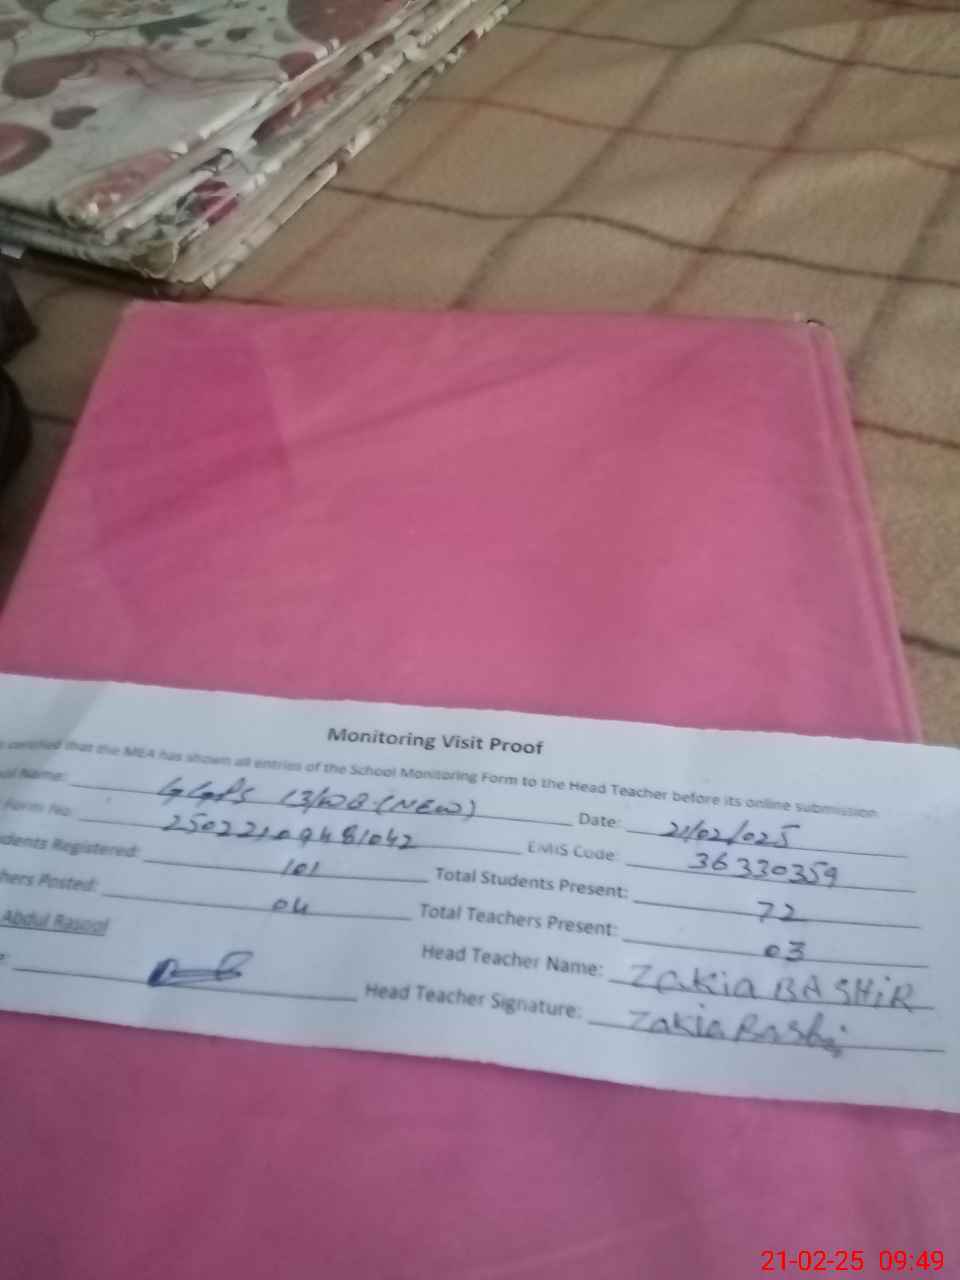 Monitoring Visit Proof
certified that the MEA has shown all entries of the School Monitoring Form to the Head Teacher before its online submission
Name: GGPS 13/WB (NEW) Date: 21/02/025
Form No: 25022109481042 EMIS Code: 36330359
dents Registered: 101 Total Students Present: 72
hers Posted: 04 Total Teachers Present: 03
Abdul Rasool Head Teacher Name: Zakia BASHIR
Head Teacher Signature: Zakia Bashir
21-02-25 09:49